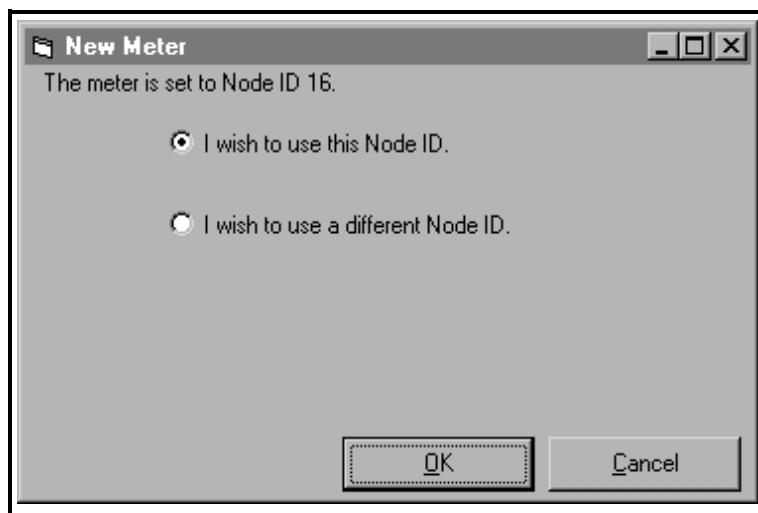 New Meter
The meter is set to Node ID 16.
I wish to use this Node ID.
I wish to use a different Node ID.
OK Cancel